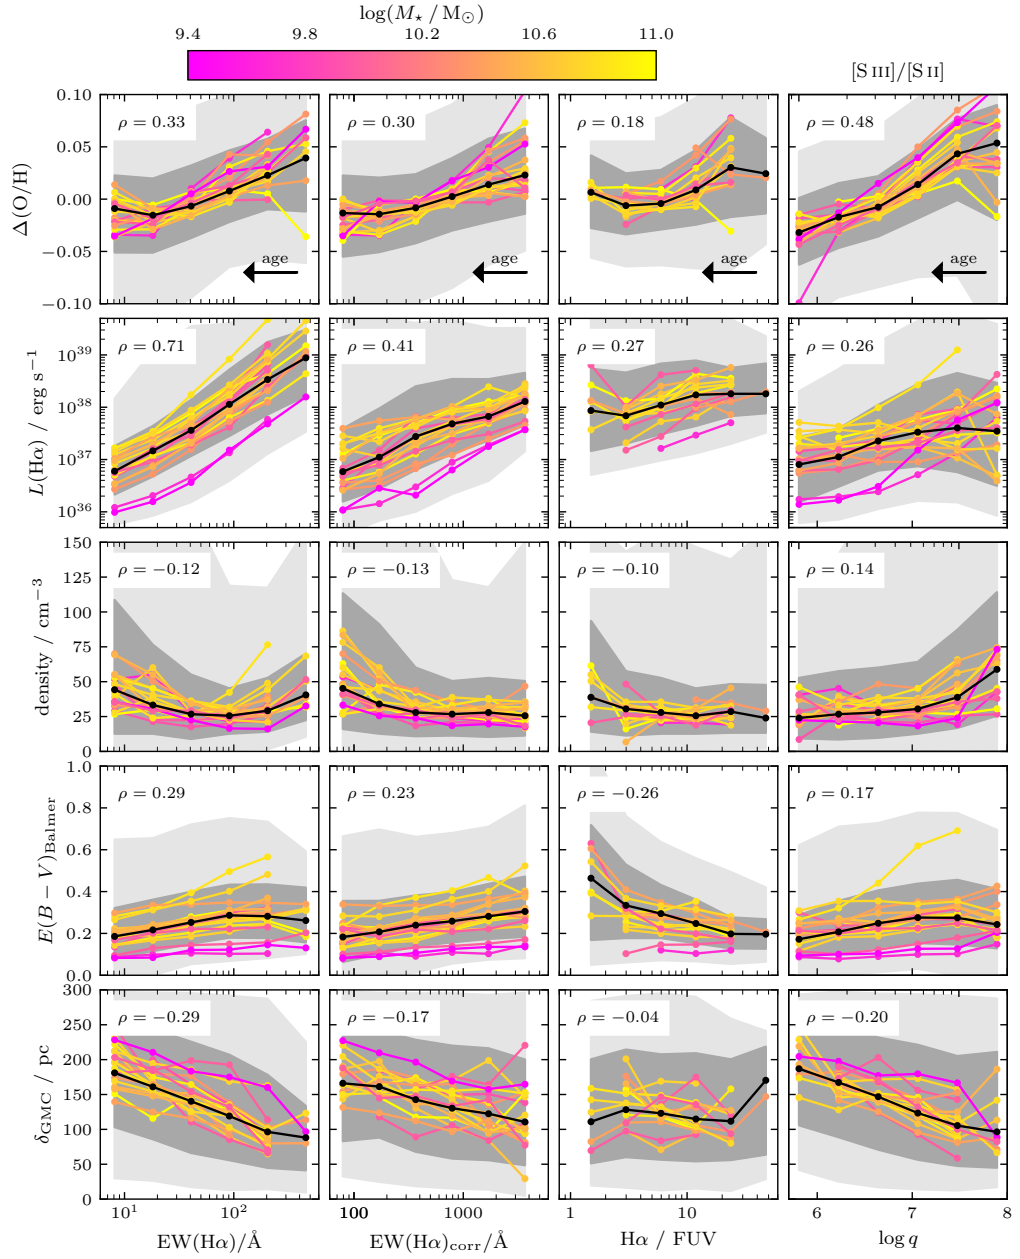 log(M⋆ / M⊙)
9.4 9.8 10.2 10.6 11.0
[S III]/[S II]
Δ(O/H)
0.10
0.05
0.00
−0.05
−0.10
ρ = 0.33
ρ = 0.30
ρ = 0.18
ρ = 0.48
age
age
age
age
L(Hα) / erg s⁻¹
10³⁹
10³⁸
10³⁷
10³⁶
ρ = 0.71
ρ = 0.41
ρ = 0.27
ρ = 0.26
density / cm⁻³
150
125
100
75
50
25
0
ρ = −0.12
ρ = −0.13
ρ = −0.10
ρ = 0.14
E(B − V)Balmer
1.0
0.8
0.6
0.4
0.2
0.0
ρ = 0.29
ρ = 0.23
ρ = −0.26
ρ = 0.17
δGMC / pc
300
250
200
150
100
50
0
ρ = −0.29
ρ = −0.17
ρ = −0.04
ρ = −0.20
10¹ 10²
100 1000
1 10
6 7 8
EW(Hα)/Å
EW(Hα)corr/Å
Hα / FUV
log q